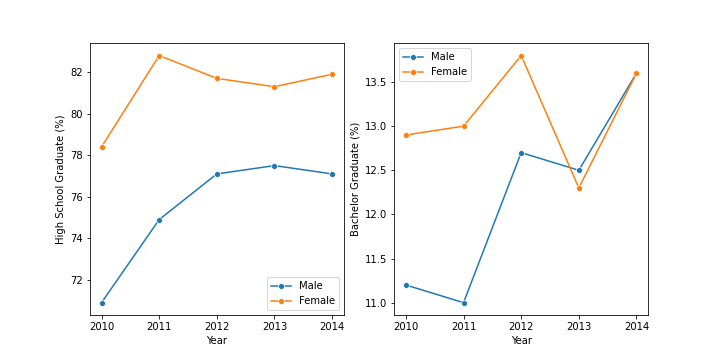 High School Graduate (%)
82
80
78
76
74
72
Male
Female
2010 2011 2012 2013 2014
Year
Bachelor Graduate (%)
Male
Female
13.5
13.0
12.5
12.0
11.5
11.0
2010 2011 2012 2013 2014
Year